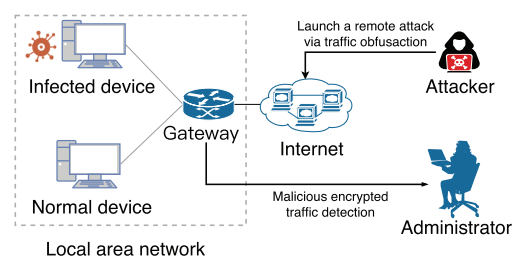 Launch a remote attack
via traffic obfusaction
Infected device
Attacker
Gateway
Internet
Malicious encrypted
traffic detection
Normal device
Administrator
Local area network